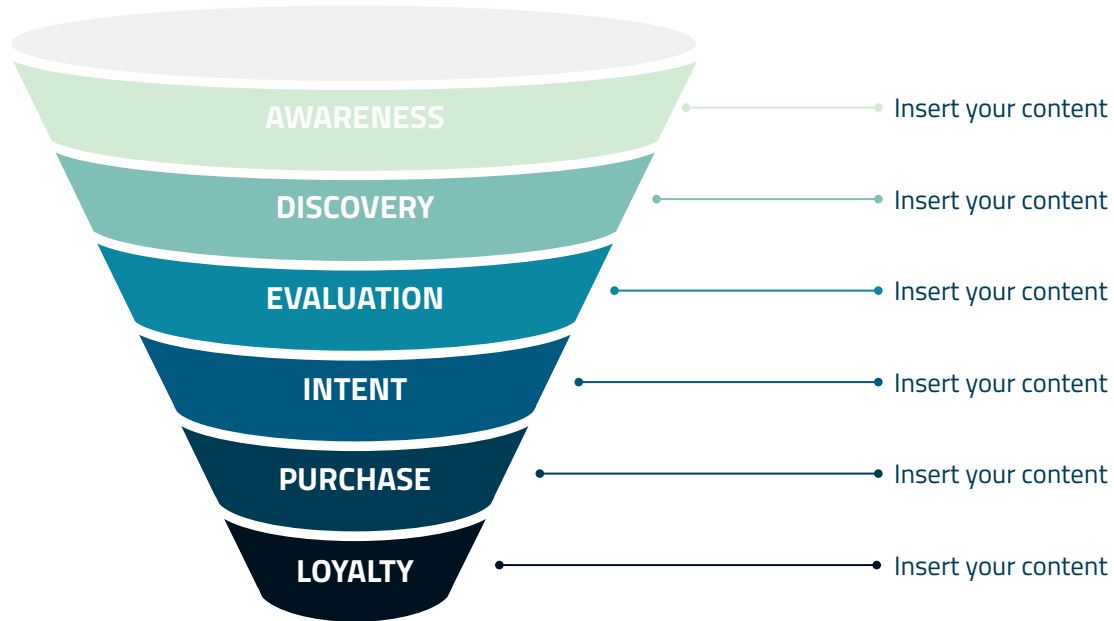 AWARENESS
Insert your content
DISCOVERY
Insert your content
EVALUATION
Insert your content
INTENT
Insert your content
PURCHASE
Insert your content
LOYALTY
Insert your content